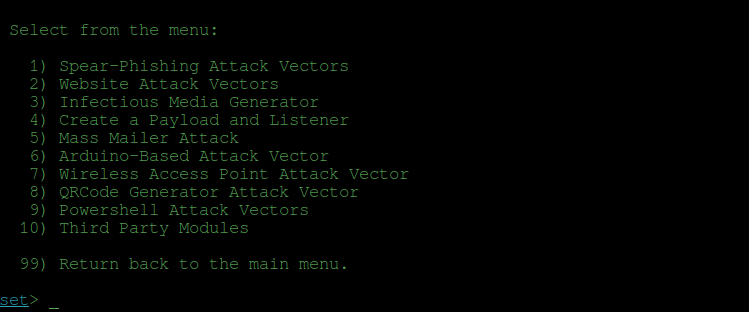 Select from the menu:
1) Spear-Phishing Attack Vectors
2) Website Attack Vectors
3) Infectious Media Generator
4) Create a Payload and Listener
5) Mass Mailer Attack
6) Arduino-Based Attack Vector
7) Wireless Access Point Attack Vector
8) QRCode Generator Attack Vector
9) Powershell Attack Vectors
10) Third Party Modules
99) Return back to the main menu.
set> _